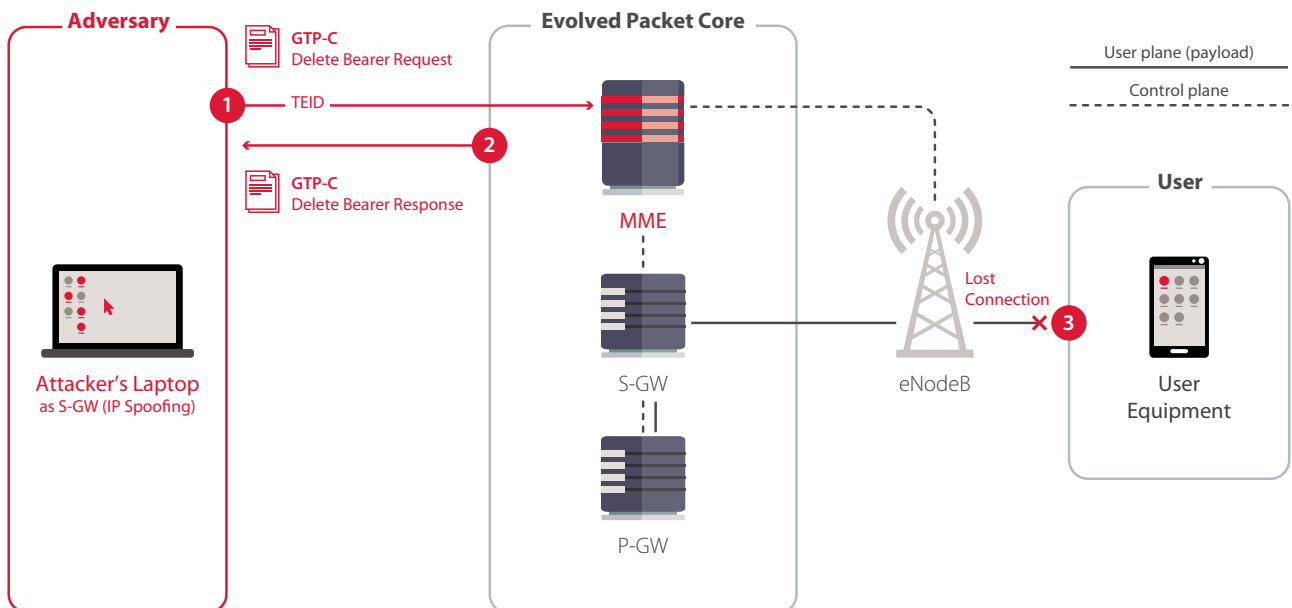 Adversary
Evolved Packet Core
GTP-C
Delete Bearer Request
User plane (payload)
Control plane
1
TEID
2
GTP-C
Delete Bearer Response
MME
User
Lost
Connection
3
Attacker's Laptop
as S-GW (IP Spoofing)
S-GW
eNodeB
User
Equipment
P-GW